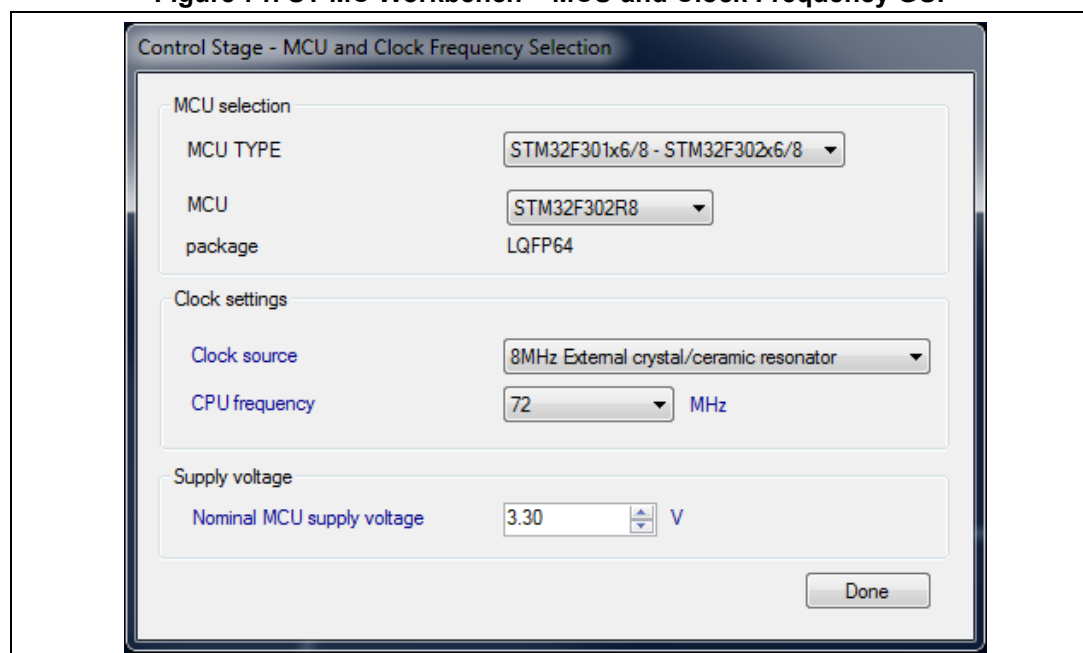 Control Stage - MCU and Clock Frequency Selection
MCU selection
MCU TYPE STM32F301x6/8 - STM32F302x6/8
MCU STM32F302R8
package LQFP64
Clock settings
Clock source 8MHz External crystal/ceramic resonator
CPU frequency 72 MHz
Supply voltage
Nominal MCU supply voltage 3.30 V
Done